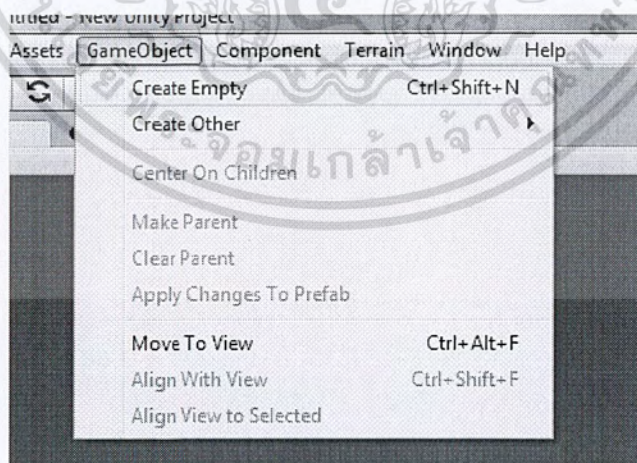 Untitled - New Unity Project
Assets GameObject Component Terrain Window Help
Create Empty Ctrl+Shift+N
Create Other
Center On Children
Make Parent
Clear Parent
Apply Changes To Prefab
Move To View Ctrl+Alt+F
Align With View Ctrl+Shift+F
Align View to Selected